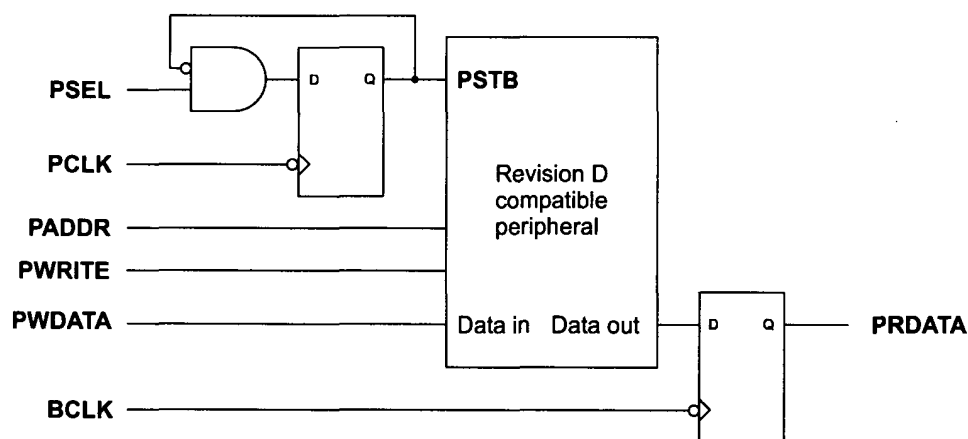 PSEL
D
Q
PSTB
PCLK
Revision D
compatible
peripheral
PADDR
PWRITE
PWDATA
Data in
Data out
D
Q
PRDATA
BCLK